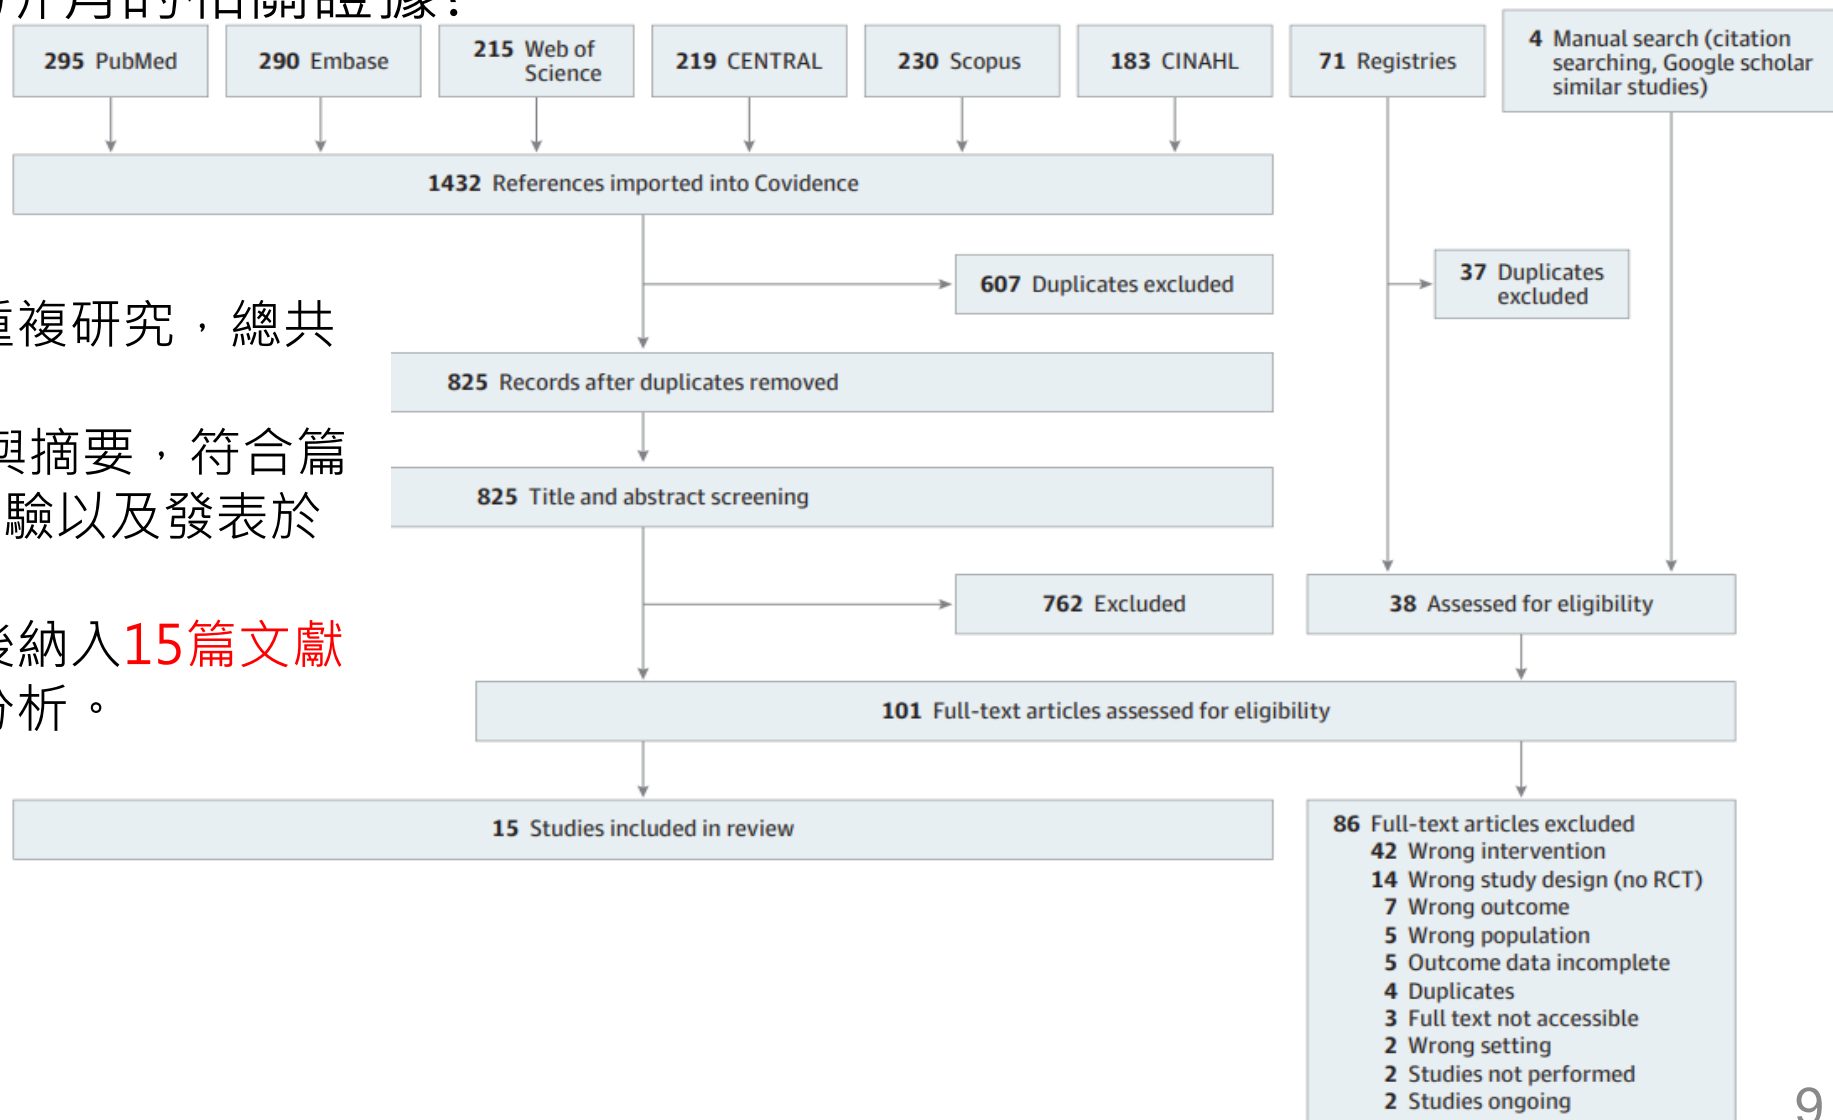 的相關證據?
295 PubMed
290 Embase
215 Web of
Science
219 CENTRAL
230 Scopus
183 CINAHL
71 Registries
4 Manual search (citation
searching, Google scholar
similar studies)
1432 References imported into Covidence
607 Duplicates excluded
37 Duplicates
excluded
重複研究，總共
825 Records after duplicates removed
與摘要，符合篇
825 Title and abstract screening
驗以及發表於
762 Excluded
38 Assessed for eligibility
後納入15篇文獻
分析。
101 Full-text articles assessed for eligibility
15 Studies included in review
86 Full-text articles excluded
42 Wrong intervention
14 Wrong study design (no RCT)
7 Wrong outcome
5 Wrong population
5 Outcome data incomplete
4 Duplicates
3 Full text not accessible
2 Wrong setting
2 Studies not performed
2 Studies ongoing
9